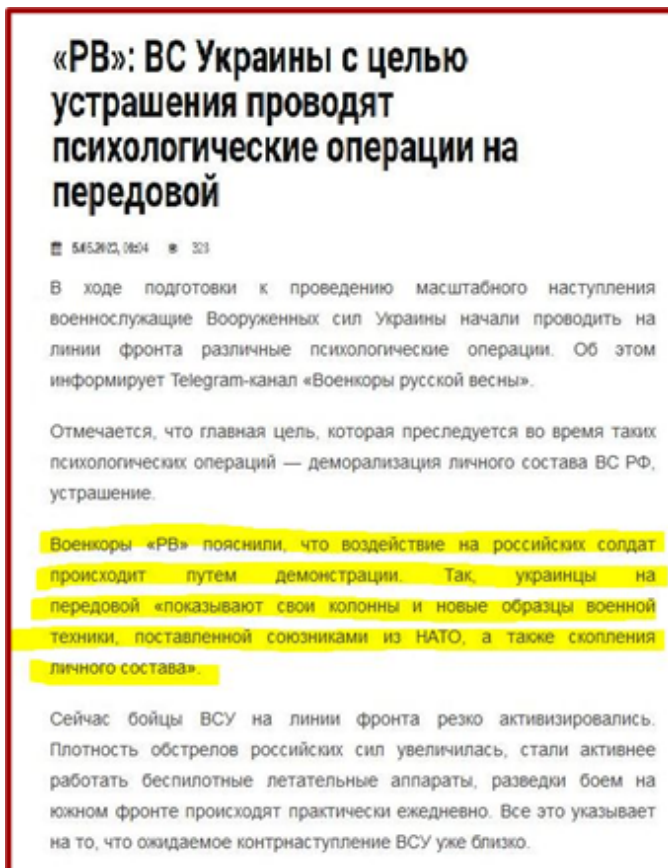 «РВ»: ВС Украины с целью
устрашения проводят
психологические операции на
передовой
В ходе подготовки к проведению масштабного наступления
военнослужащие Вооруженных сил Украины начали проводить на
линии фронта различные психологические операции. Об этом
информирует Telegram-канал «Военкоры русской весны».
Отмечается, что главная цель, которая преследуется во время таких
психологических операций — деморализация личного состава ВС РФ,
устрашение.
Военкоры «РВ» пояснили, что воздействие на российских солдат
происходит путем демонстрации. Так, украинцы на
передовой «показывают свои колонны и новые образцы военной
техники, поставленной союзниками из НАТО, а также скопления
личного состава».
Сейчас бойцы ВСУ на линии фронта резко активизировались.
Плотность обстрелов российских сил увеличилась, стали активнее
работать беспилотные летательные аппараты, разведки боем на
южном фронте происходят практически ежедневно. Все это указывает
на то, что ожидаемое контрнаступление ВСУ уже близко.